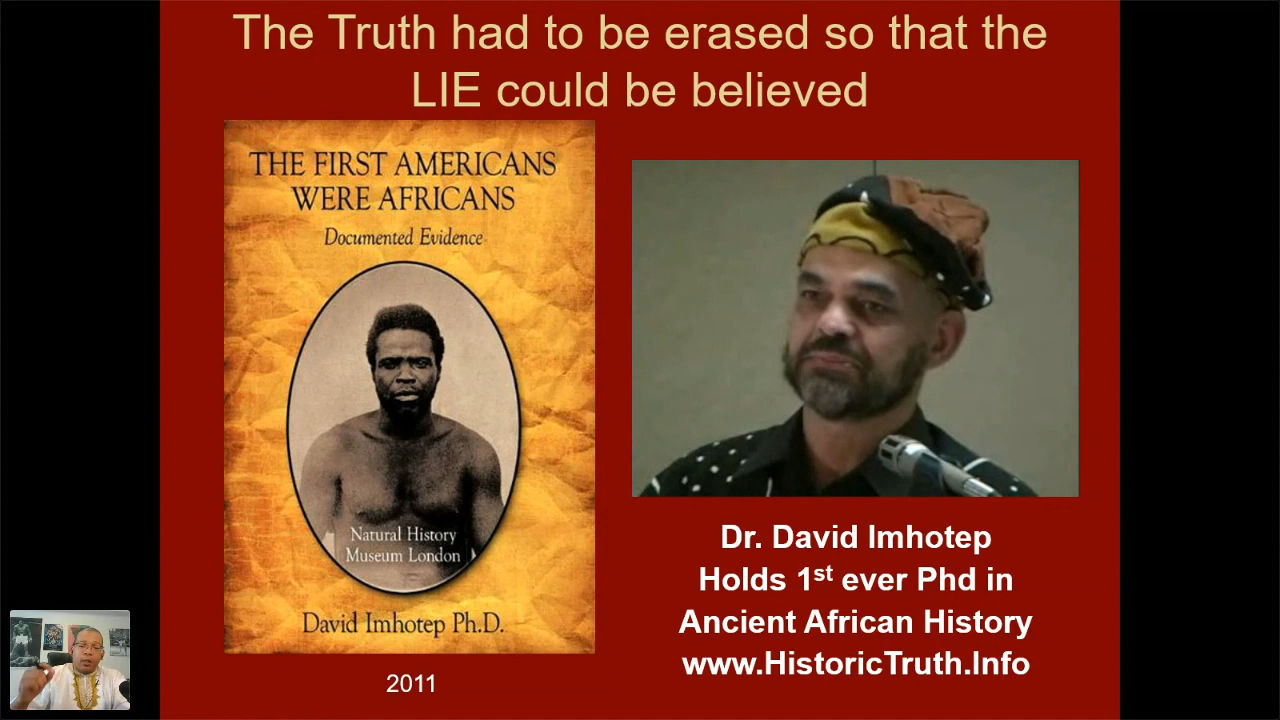 The Truth had to be erased so that the
LIE could be believed
THE FIRST AMERICANS
WERE AFRICANS
Documented Evidence
Natural History
Museum London
David Imhotep Ph.D.
2011
Dr. David Imhotep
Holds 1st ever Phd in
Ancient African History
www.HistoricTruth.Info